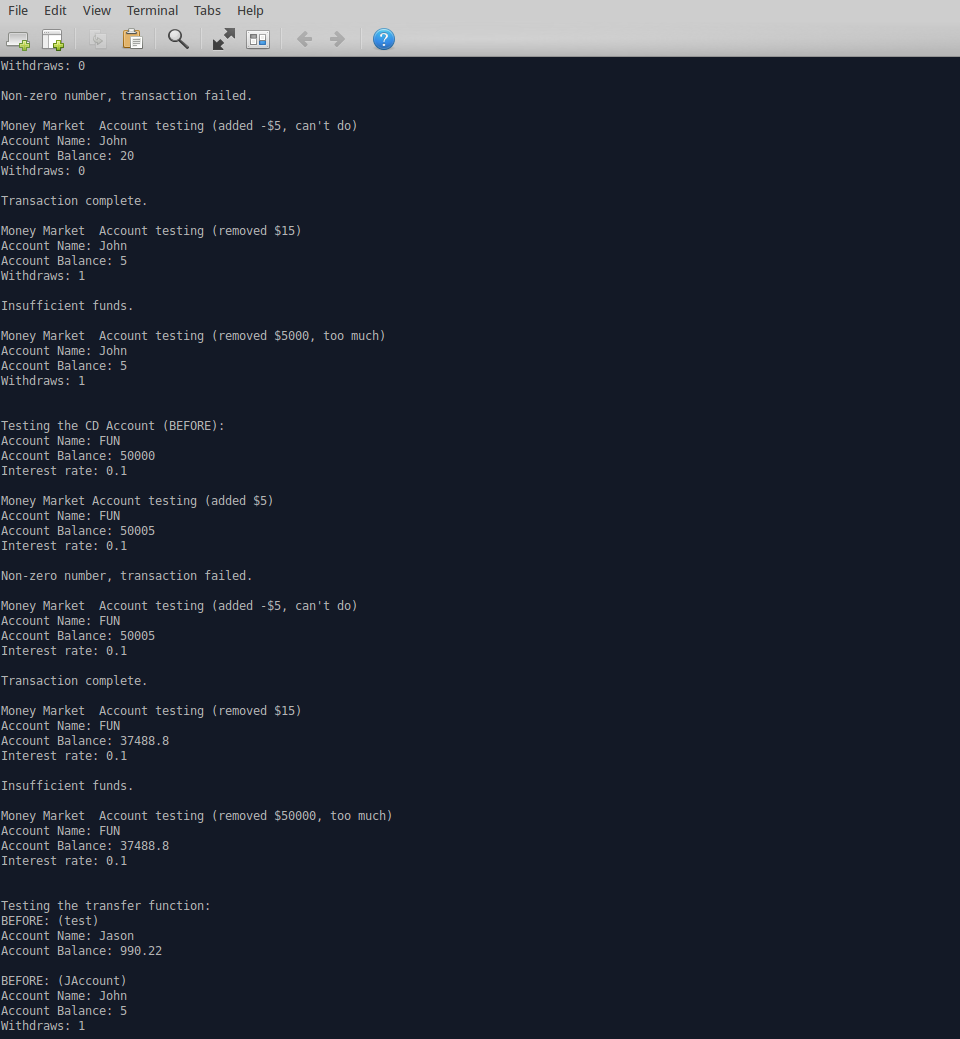 File Edit View Terminal Tabs Help
?
Withdraws: 0
Non-zero number, transaction failed.
Money Market  Account testing (added -$5, can't do)
Account Name: John
Account Balance: 20
Withdraws: 0
Transaction complete.
Money Market  Account testing (removed $15)
Account Name: John
Account Balance: 5
Withdraws: 1
Insufficient funds.
Money Market  Account testing (removed $5000, too much)
Account Name: John
Account Balance: 5
Withdraws: 1
Testing the CD Account (BEFORE):
Account Name: FUN
Account Balance: 50000
Interest rate: 0.1
Money Market Account testing (added $5)
Account Name: FUN
Account Balance: 50005
Interest rate: 0.1
Non-zero number, transaction failed.
Money Market  Account testing (added -$5, can't do)
Account Name: FUN
Account Balance: 50005
Interest rate: 0.1
Transaction complete.
Money Market  Account testing (removed $15)
Account Name: FUN
Account Balance: 37488.8
Interest rate: 0.1
Insufficient funds.
Money Market  Account testing (removed $50000, too much)
Account Name: FUN
Account Balance: 37488.8
Interest rate: 0.1
Testing the transfer function:
BEFORE: (test)
Account Name: Jason
Account Balance: 990.22
BEFORE: (JAccount)
Account Name: John
Account Balance: 5
Withdraws: 1